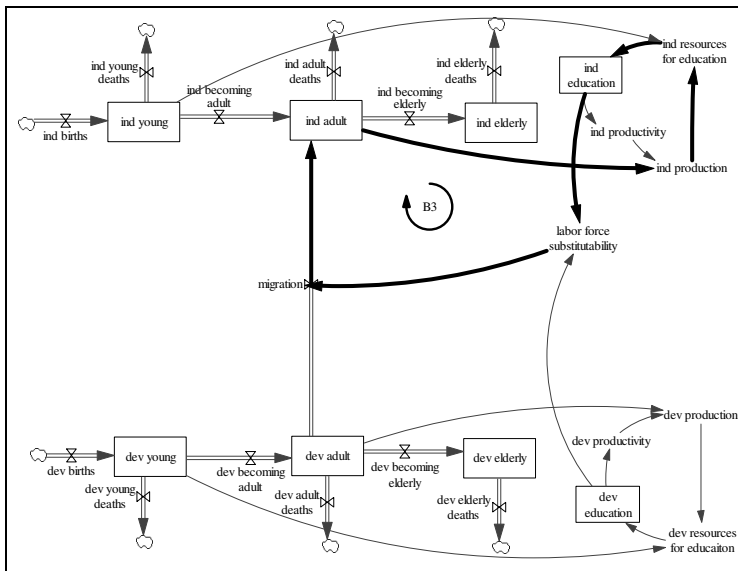 ind young
deaths
ind adult
deaths
ind elderly
deaths
ind resources
for education
ind
education
ind becoming
adult
ind becoming
elderly
ind young
ind adult
ind elderly
ind births
ind productivity
ind production
B3
labor force
substitutability
migration
dev production
dev productivity
dev young
dev adult
dev elderly
dev births
dev becoming
adult
dev becoming
elderly
dev young
deaths
dev adult
deaths
dev elderly
deaths
dev
education
dev resources
for educaiton